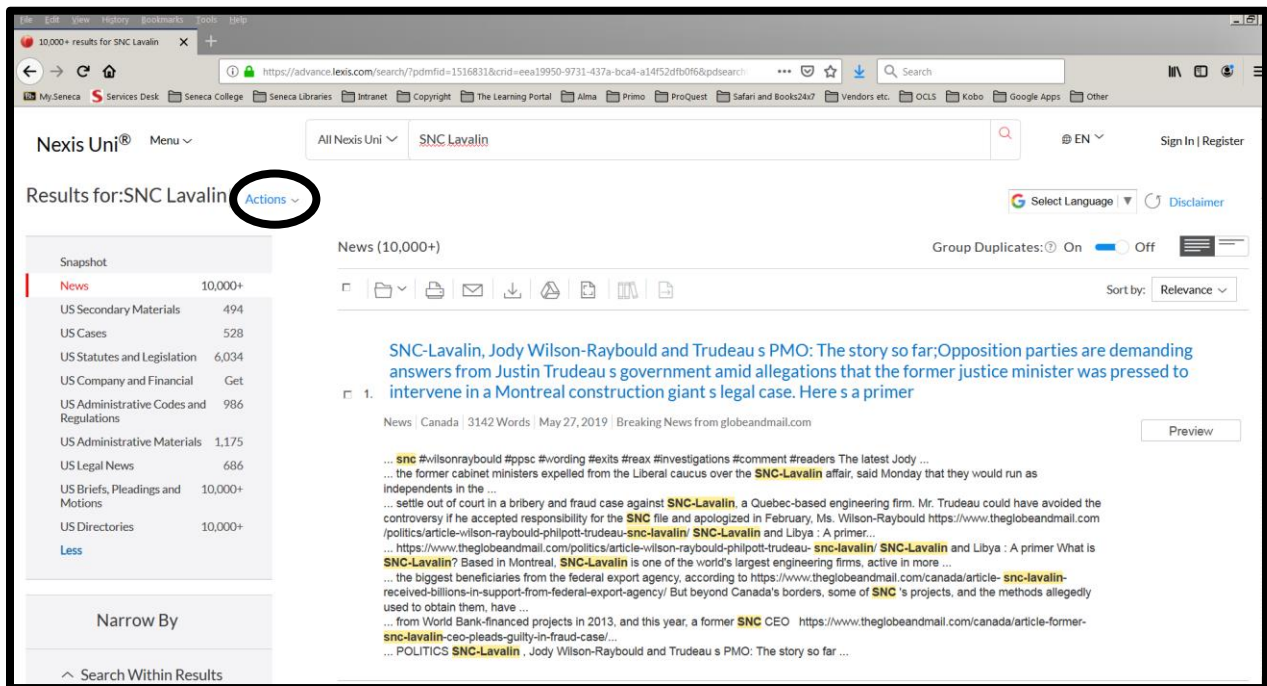 File Edit View History Bookmarks Tools Help
10,000+ results for SNC Lavalin X +
https://advance.lexis.com/search/?pdmfid=1516831&crid=eea19950-9731-437a-bca4-a14f52dfb0f6&pdsearch
Search
My.Seneca Services Desk Seneca College Seneca Libraries Intranet Copyright The Learning Portal Alma Primo ProQuest Safari and Books24x7 Vendors etc. OCLS Kobo Google Apps Other
Nexis Uni® Menu
All Nexis Uni SNC Lavalin
EN
Sign In | Register
Results for:SNC Lavalin Actions
G Select Language ▼ Disclaimer
Snapshot
News 10,000+
US Secondary Materials 494
US Cases 528
US Statutes and Legislation 6,034
US Company and Financial Get
US Administrative Codes and 986
Regulations
US Administrative Materials 1,175
US Legal News 686
US Briefs, Pleadings and 10,000+
Motions
US Directories 10,000+
Less
Narrow By
Search Within Results
News (10,000+)
Group Duplicates: On Off
Sort by: Relevance
SNC-Lavalin, Jody Wilson-Raybould and Trudeau s PMO: The story so far;Opposition parties are demanding
answers from Justin Trudeau s government amid allegations that the former justice minister was pressed to
1. intervene in a Montreal construction giant s legal case. Here s a primer
News | Canada | 3142 Words | May 27, 2019 | Breaking News from globeandmail.com
Preview
... snc #wilsonraybould #ppsc #wording #exits #reax #investigations #comment #readers The latest Jody ...
... the former cabinet ministers expelled from the Liberal caucus over the SNC-Lavalin affair, said Monday that they would run as
independents in the ...
... settle out of court in a bribery and fraud case against SNC-Lavalin, a Quebec-based engineering firm. Mr. Trudeau could have avoided the
controversy if he accepted responsibility for the SNC file and apologized in February, Ms. Wilson-Raybould https://www.theglobeandmail.com
/politics/article-wilson-raybould-philpott-trudeau-snc-lavalin/ SNC-Lavalin and Libya : A primer...
... https://www.theglobeandmail.com/politics/article-wilson-raybould-philpott-trudeau- snc-lavalin/ SNC-Lavalin and Libya : A primer What is
SNC-Lavalin? Based in Montreal, SNC-Lavalin is one of the world's largest engineering firms, active in more ...
... the biggest beneficiaries from the federal export agency, according to https://www.theglobeandmail.com/canada/article- snc-lavalin-
received-billions-in-support-from-federal-export-agency/ But beyond Canada's borders, some of SNC 's projects, and the methods allegedly
used to obtain them, have ...
... from World Bank-financed projects in 2013, and this year, a former SNC CEO https://www.theglobeandmail.com/canada/article-former-
snc-lavalin-ceo-pleads-guilty-in-fraud-case/...
... POLITICS SNC-Lavalin , Jody Wilson-Raybould and Trudeau s PMO: The story so far ...